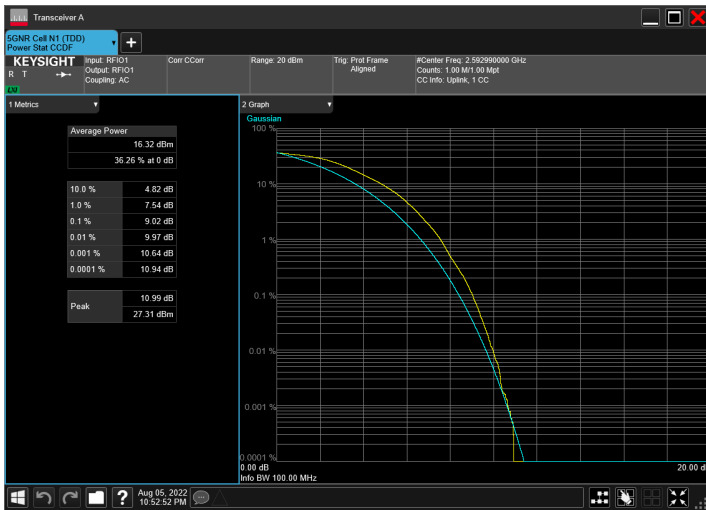 Transceiver A
5GNR Cell N1 (TDD)
Power Stat CCDF
KEYSIGHT
R T
LXI
Input: RFIO1
Output: RFIO1
Coupling: AC
Corr CCorr
Range: 20 dBm
Trig: Prot Frame
Aligned
#Center Freq: 2.592990000 GHz
Counts: 1.00 M/1.00 Mpt
CC Info: Uplink, 1 CC
1 Metrics
Average Power
16.32 dBm
36.26 % at 0 dB
10.0 % 4.82 dB
1.0 % 7.54 dB
0.1 % 9.02 dB
0.01 % 9.97 dB
0.001 % 10.64 dB
0.0001 % 10.94 dB
Peak
10.99 dB
27.31 dBm
2 Graph
Gaussian
100 %
10 %
1 %
0.1 %
0.01 %
0.001 %
0.0001 %
0.00 dB
20.00 d
Info BW 100.00 MHz
?
Aug 05, 2022
10:52:52 PM